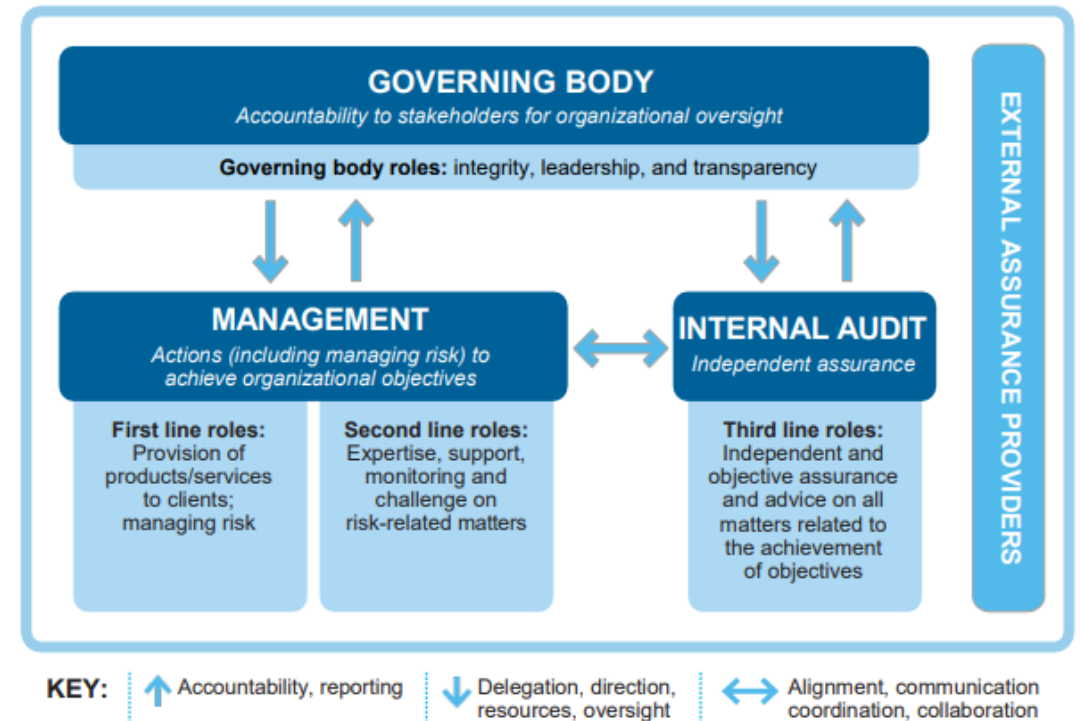 GOVERNING BODY
Accountability to stakeholders for organizational oversight
Governing body roles: integrity, leadership, and transparency
MANAGEMENT
Actions (including managing risk) to
achieve organizational objectives
First line roles:
Provision of
products/services
to clients;
managing risk
Second line roles:
Expertise, support,
monitoring and
challenge on
risk-related matters
INTERNAL AUDIT
Independent assurance
Third line roles:
Independent and
objective assurance
and advice on all
matters related to
the achievement
of objectives
EXTERNAL ASSURANCE PROVIDERS
KEY:
Accountability, reporting
Delegation, direction,
resources, oversight
Alignment, communication
coordination, collaboration